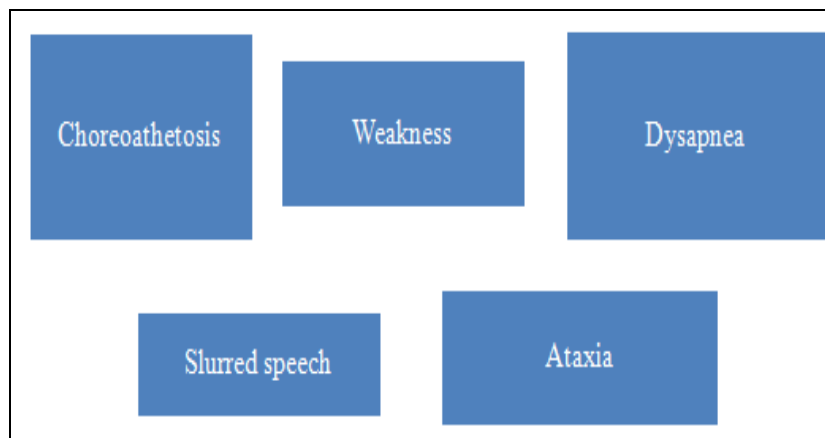 Choreoathetosis
Weakness
Dysapnea
Slurred speech
Ataxia